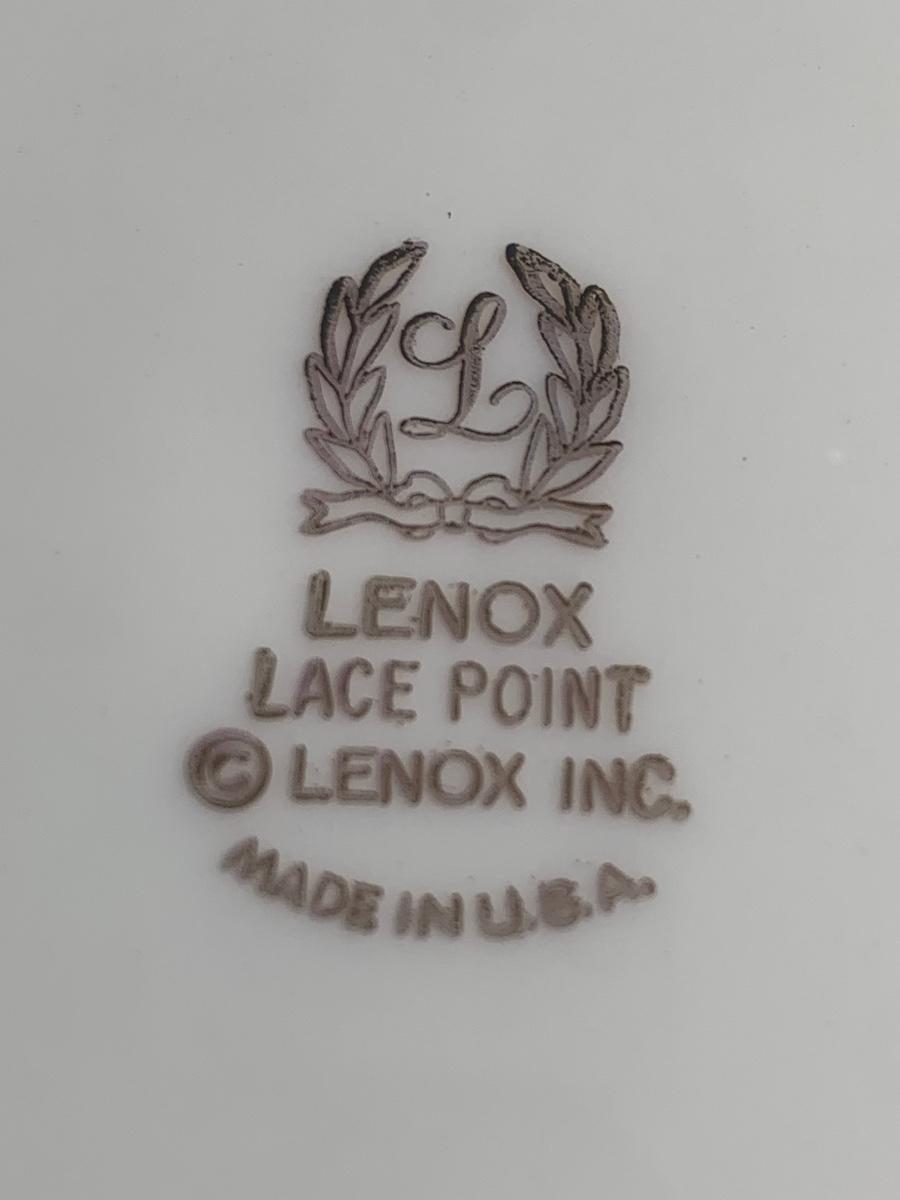 L
LENOX
LACE POINT
© LENOX INC.
MADE IN U.S.A.